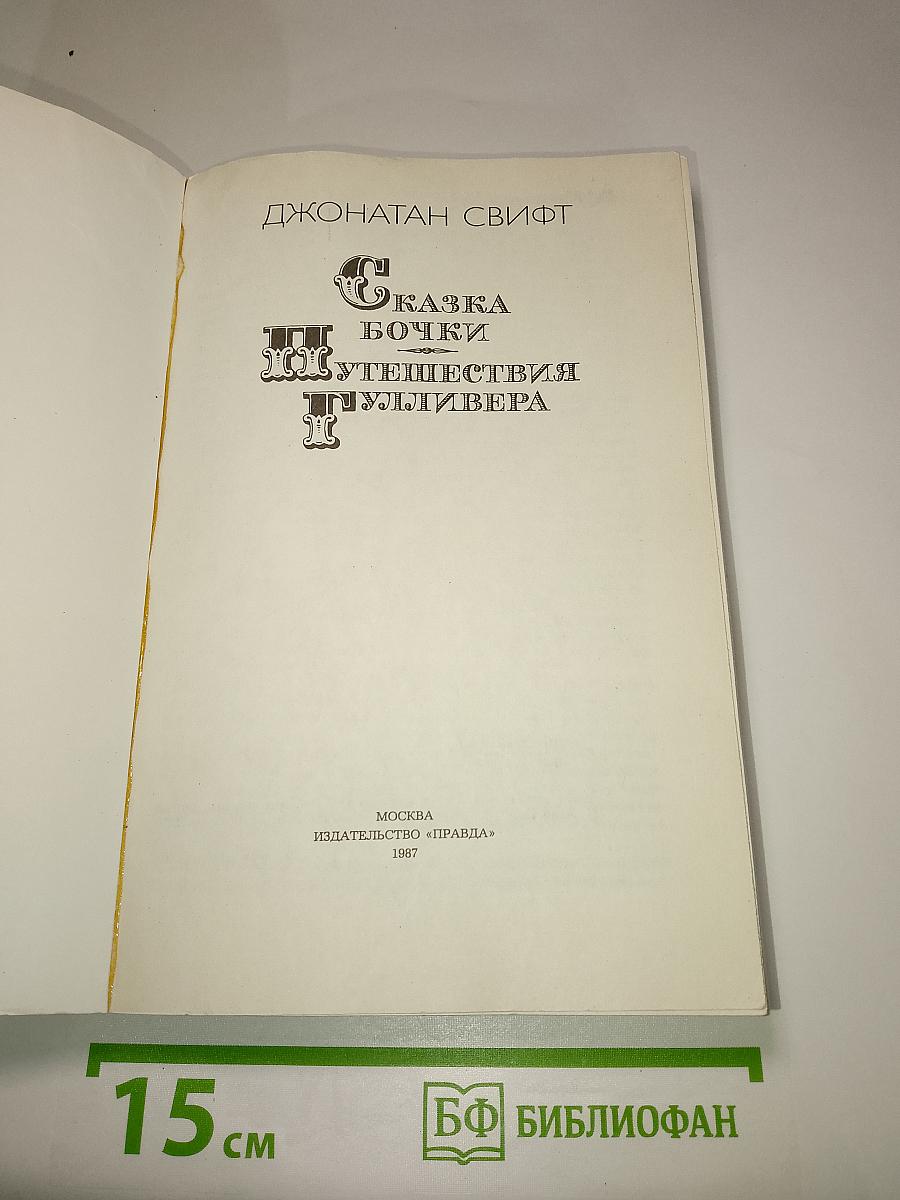 ДЖОНАТАН СВИФТ
СКАЗКА
БОЧКИ
ПУТЕШЕСТВИЯ
ГУЛЛИВЕРА
МОСКВА
ИЗДАТЕЛЬСТВО «ПРАВДА»
1987
15 см
БФ БИБЛИОФАН